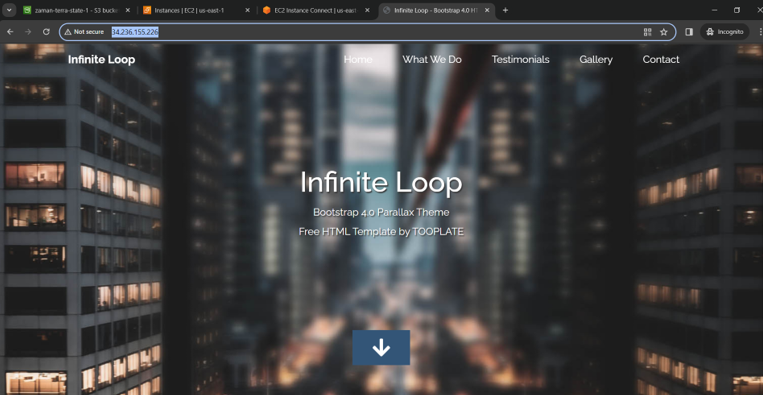 zaman-terra-state-1 - S3 bucke
Instances | EC2 | us-east-1
EC2 Instance Connect | us-east-
Infinite Loop - Bootstrap 4.0 HT
Not secure
34.236.155.226
Incognito
Infinite Loop
Home
What We Do
Testimonials
Gallery
Contact
Infinite Loop
Bootstrap 4.0 Parallax Theme
Free HTML Template by TOOPLATE